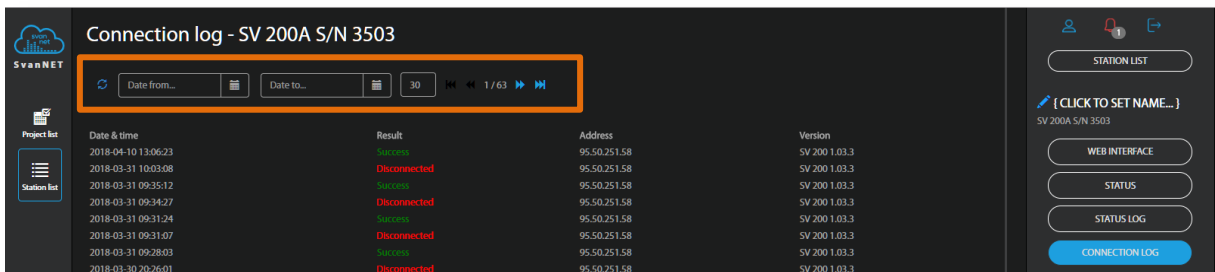 svan
net
SvanNET
Project list
Station list
Connection log - SV 200A S/N 3503
Date from... Date to... 30 1/63
Date & time Result Address Version
2018-04-10 13:06:23 Success 95.50.251.58 SV 200 1.03.3
2018-03-31 10:03:08 Disconnected 95.50.251.58 SV 200 1.03.3
2018-03-31 09:35:12 Success 95.50.251.58 SV 200 1.03.3
2018-03-31 09:34:27 Disconnected 95.50.251.58 SV 200 1.03.3
2018-03-31 09:31:24 Success 95.50.251.58 SV 200 1.03.3
2018-03-31 09:31:07 Disconnected 95.50.251.58 SV 200 1.03.3
2018-03-31 09:28:03 Success 95.50.251.58 SV 200 1.03.3
2018-03-30 20:26:01 Disconnected 95.50.251.58 SV 200 1.03.3
1
STATION LIST
{ CLICK TO SET NAME... }
SV 200A S/N 3503
WEB INTERFACE
STATUS
STATUS LOG
CONNECTION LOG